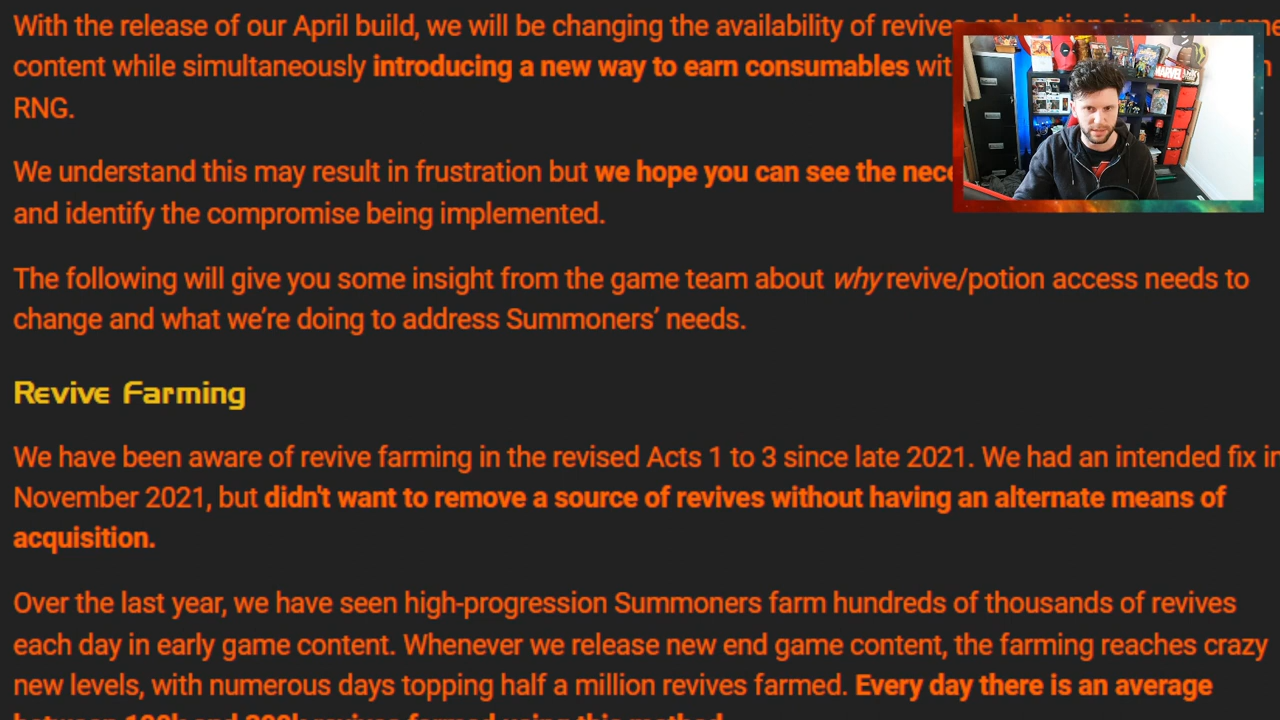 With the release of our April build, we will be changing the availability of revives and potions in early game
content while simultaneously introducing a new way to earn consumables
RNG.
We understand this may result in frustration but we hope you can see the
and identify the compromise being implemented.
The following will give you some insight from the game team about why revive/potion access needs to
change and what we're doing to address Summoners' needs.
Revive Farming
We have been aware of revive farming in the revised Acts 1 to 3 since late 2021. We had an intended fix in
November 2021, but didn't want to remove a source of revives without having an alternate means of
acquisition.
Over the last year, we have seen high-progression Summoners farm hundreds of thousands of revives
each day in early game content. Whenever we release new end game content, the farming reaches crazy
new levels, with numerous days topping half a million revives farmed. Every day there is an average
MARVEL